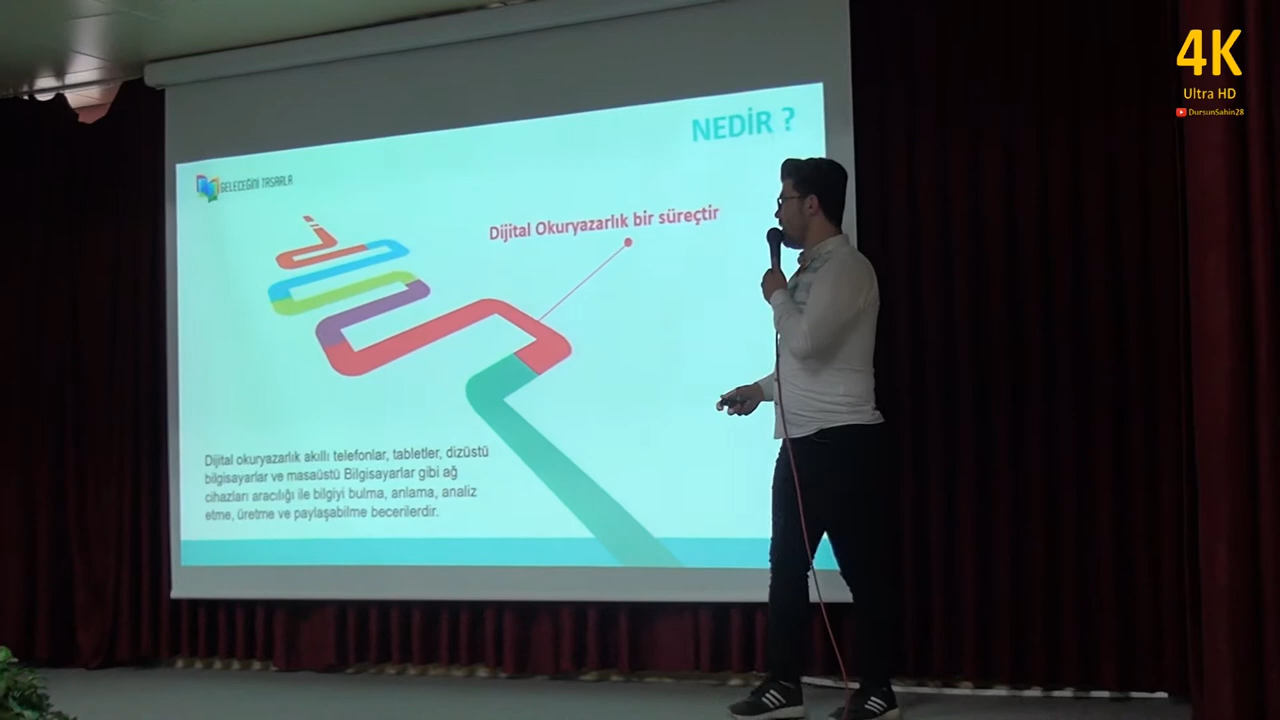 4K
Ultra HD
DursunSahin28
NEDİR ?
GELECEĞİNİ TASARLA
Dijital Okuryazarlık bir süreçtir
Dijital okuryazarlık akıllı telefonlar, tabletler, dizüstü
bilgisayarlar ve masaüstü Bilgisayarlar gibi ağ
cihazları aracılığı ile bilgiyi bulma, anlama, analiz
etme, üretme ve paylaşabilme becerilerdir.